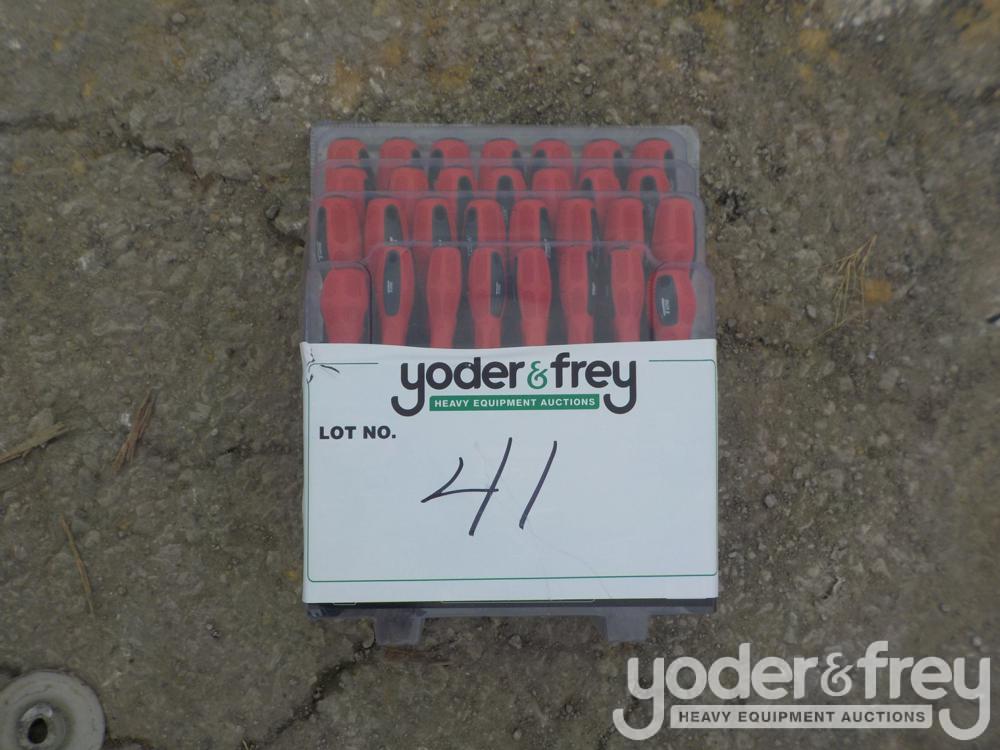 yoder & frey
HEAVY EQUIPMENT AUCTIONS
LOT NO.
41
yoder & frey
HEAVY EQUIPMENT AUCTIONS